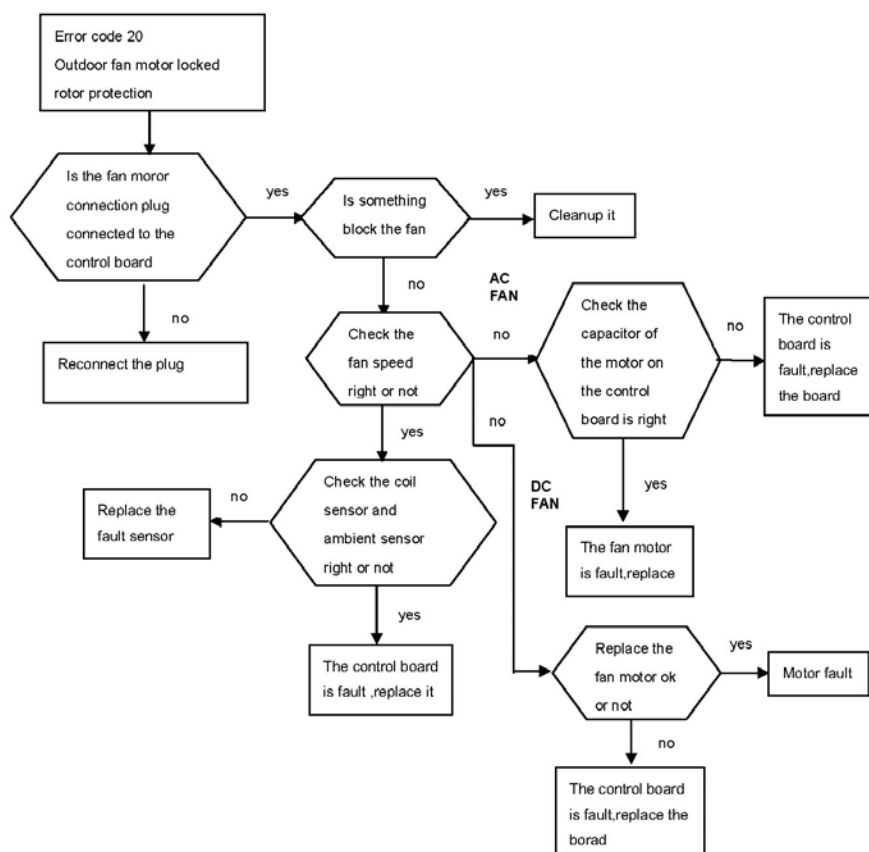 Error code 20
Outdoor fan motor locked
rotor protection
Is the fan moror
connection plug
connected to the
control board
yes
Is something
block the fan
yes
Cleanup it
no
Reconnect the plug
no
Check the
fan speed
right or not
no
AC
FAN
Check the
capacitor of
the motor on
the control
board is right
no
The control
board is
fault,replace
the board
yes
The fan motor
is fault,replace
yes
Check the coil
sensor and
ambient sensor
right or not
no
Replace the
fault sensor
yes
The control board
is fault ,replace it
no
DC
FAN
Replace the
fan motor ok
or not
yes
Motor fault
no
The control board
is fault,replace the
borad